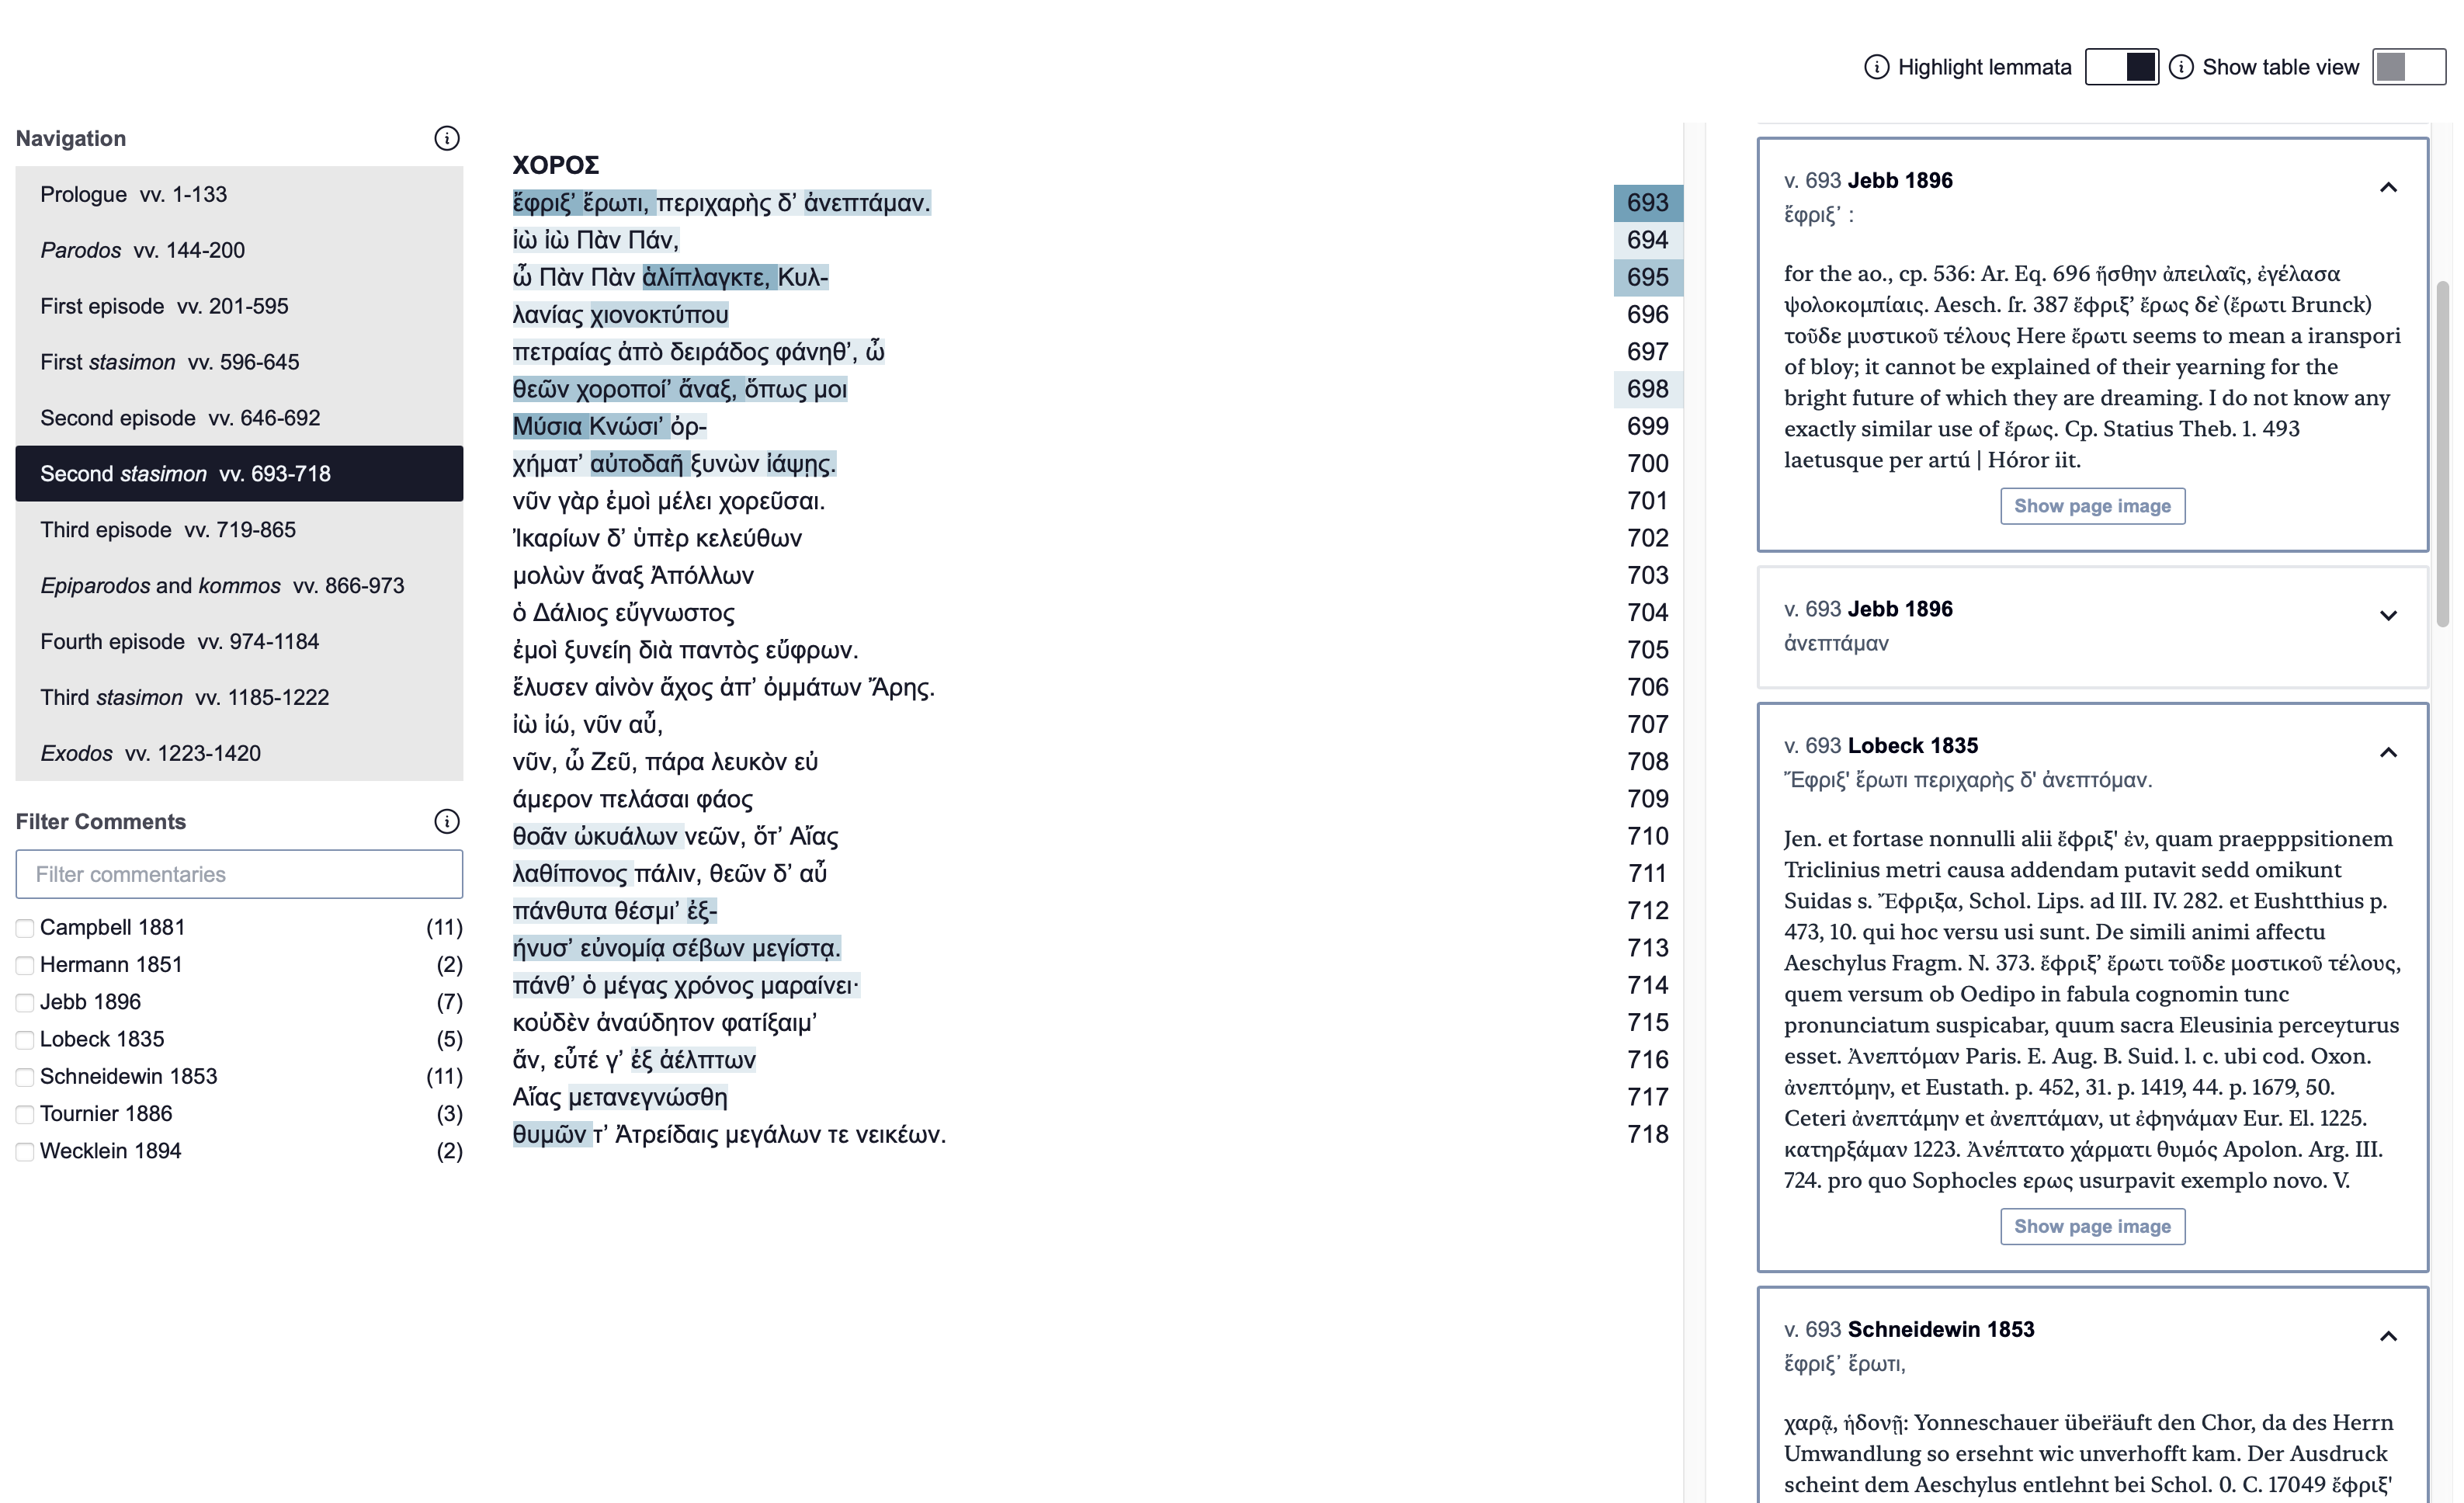 Highlight lemmata
Show table view
Navigation
Prologue vv. 1-133
Parodos vv. 144-200
First episode vv. 201-595
First stasimon vv. 596-645
Second episode vv. 646-692
Second stasimon vv. 693-718
Third episode vv. 719-865
Epiparodos and kommos vv. 866-973
Fourth episode vv. 974-1184
Third stasimon vv. 1185-1222
Exodos vv. 1223-1420
Filter Comments
Filter commentaries
Campbell 1881 (11)
Hermann 1851 (2)
Jebb 1896 (7)
Lobeck 1835 (5)
Schneidewin 1853 (11)
Tournier 1886 (3)
Wecklein 1894 (2)
ΧΟΡΟΣ
ἔφριξ’ ἔρωτι, περιχαρὴς δ’ ἀνεπτάμαν. 693
ἰὼ ἰὼ Πὰν Πάν, 694
ὦ Πὰν Πὰν ἁλίπλαγκτε, Κυλ- 695
λανίας χιονοκτύπου 696
πετραίας ἀπὸ δειράδος φάνηθ’, ὦ 697
θεῶν χοροποί’ ἄναξ, ὅπως μοι 698
Μύσια Κνώσι’ ὀρ- 699
χήματ’ αὐτοδαῆ ξυνὼν ἰάψῃς. 700
νῦν γὰρ ἐμοὶ μέλει χορεῦσαι. 701
Ἰκαρίων δ’ ὑπὲρ κελεύθων 702
μολὼν ἄναξ Ἀπόλλων 703
ὁ Δάλιος εὔγνωστος 704
ἐμοὶ ξυνείη διὰ παντὸς εὔφρων. 705
ἔλυσεν αἰνὸν ἄχος ἀπ’ ὀμμάτων Ἄρης. 706
ἰὼ ἰώ, νῦν αὖ, 707
νῦν, ὦ Ζεῦ, πάρα λευκὸν εὐ 708
άμερον πελάσαι φάος 709
θοᾶν ὠκυάλων νεῶν, ὅτ’ Αἴας 710
λαθίπονος πάλιν, θεῶν δ’ αὖ 711
πάνθυτα θέσμι’ ἐξ- 712
ήνυσ’ εὐνομίᾳ σέβων μεγίστᾳ. 713
πάνθ’ ὁ μέγας χρόνος μαραίνει· 714
κοὐδὲν ἀναύδητον φατίξαιμ’ 715
ἄν, εὖτέ γ’ ἐξ ἀέλπτων 716
Αἴας μετανεγνώσθη 717
θυμῶν τ’ Ἀτρείδαις μεγάλων τε νεικέων. 718
v. 693 Jebb 1896
ἔφριξ’ :
for the ao., cp. 536: Ar. Eq. 696 ἥσθην ἀπειλαῖς, ἐγέλασα
ψολοκομπίαις. Aesch. fr. 387 ἔφριξ’ ἔρως δὲ (ἔρωτι Brunck)
τοῦδε μυστικοῦ τέλους Here ἔρωτι seems to mean a iranspori
of bloy; it cannot be explained of their yearning for the
bright future of which they are dreaming. I do not know any
exactly similar use of ἔρως. Cp. Statius Theb. 1. 493
laetusque per artú | Hóror iit.
Show page image
v. 693 Jebb 1896
ἀνεπτάμαν
v. 693 Lobeck 1835
Ἔφριξ' ἔρωτι περιχαρὴς δ' ἀνεπτόμαν.
Jen. et fortase nonnulli alii ἔφριξ' ἐν, quam praepppsitionem
Triclinius metri causa addendam putavit sedd omikunt
Suidas s. Ἔφριξα, Schol. Lips. ad III. IV. 282. et Eushtthius p.
473, 10. qui hoc versu usi sunt. De simili animi affectu
Aeschylus Fragm. N. 373. ἔφριξ’ ἔρωτι τοῦδε μοστικοῦ τέλους,
quem versum ob Oedipo in fabula cognomin tunc
pronunciatum suspicabar, quum sacra Eleusinia perceyturus
esset. Ἀνεπτόμαν Paris. E. Aug. B. Suid. l. c. ubi cod. Oxon.
ἀνεπτόμην, et Eustath. p. 452, 31. p. 1419, 44. p. 1679, 50.
Ceteri ἀνεπτάμην et ἀνεπτάμαν, ut ἐφηνάμαν Eur. El. 1225.
κατηρξάμαν 1223. Ἀνέπτατο χάρματι θυμός Apolon. Arg. III.
724. pro quo Sophocles ερως usurpavit exemplo novo. V.
Show page image
v. 693 Schneidewin 1853
ἔφριξ’ ἔρωτι,
χαρᾷ, ἡδονῇ: Yonneschauer über̈äuft den Chor, da des Herrn
Umwandlung so ersehnt wic unverhofft kam. Der Ausdruck
scheint dem Aeschylus entlehnt bei Schol. 0. C. 17049 ἔφριξ'